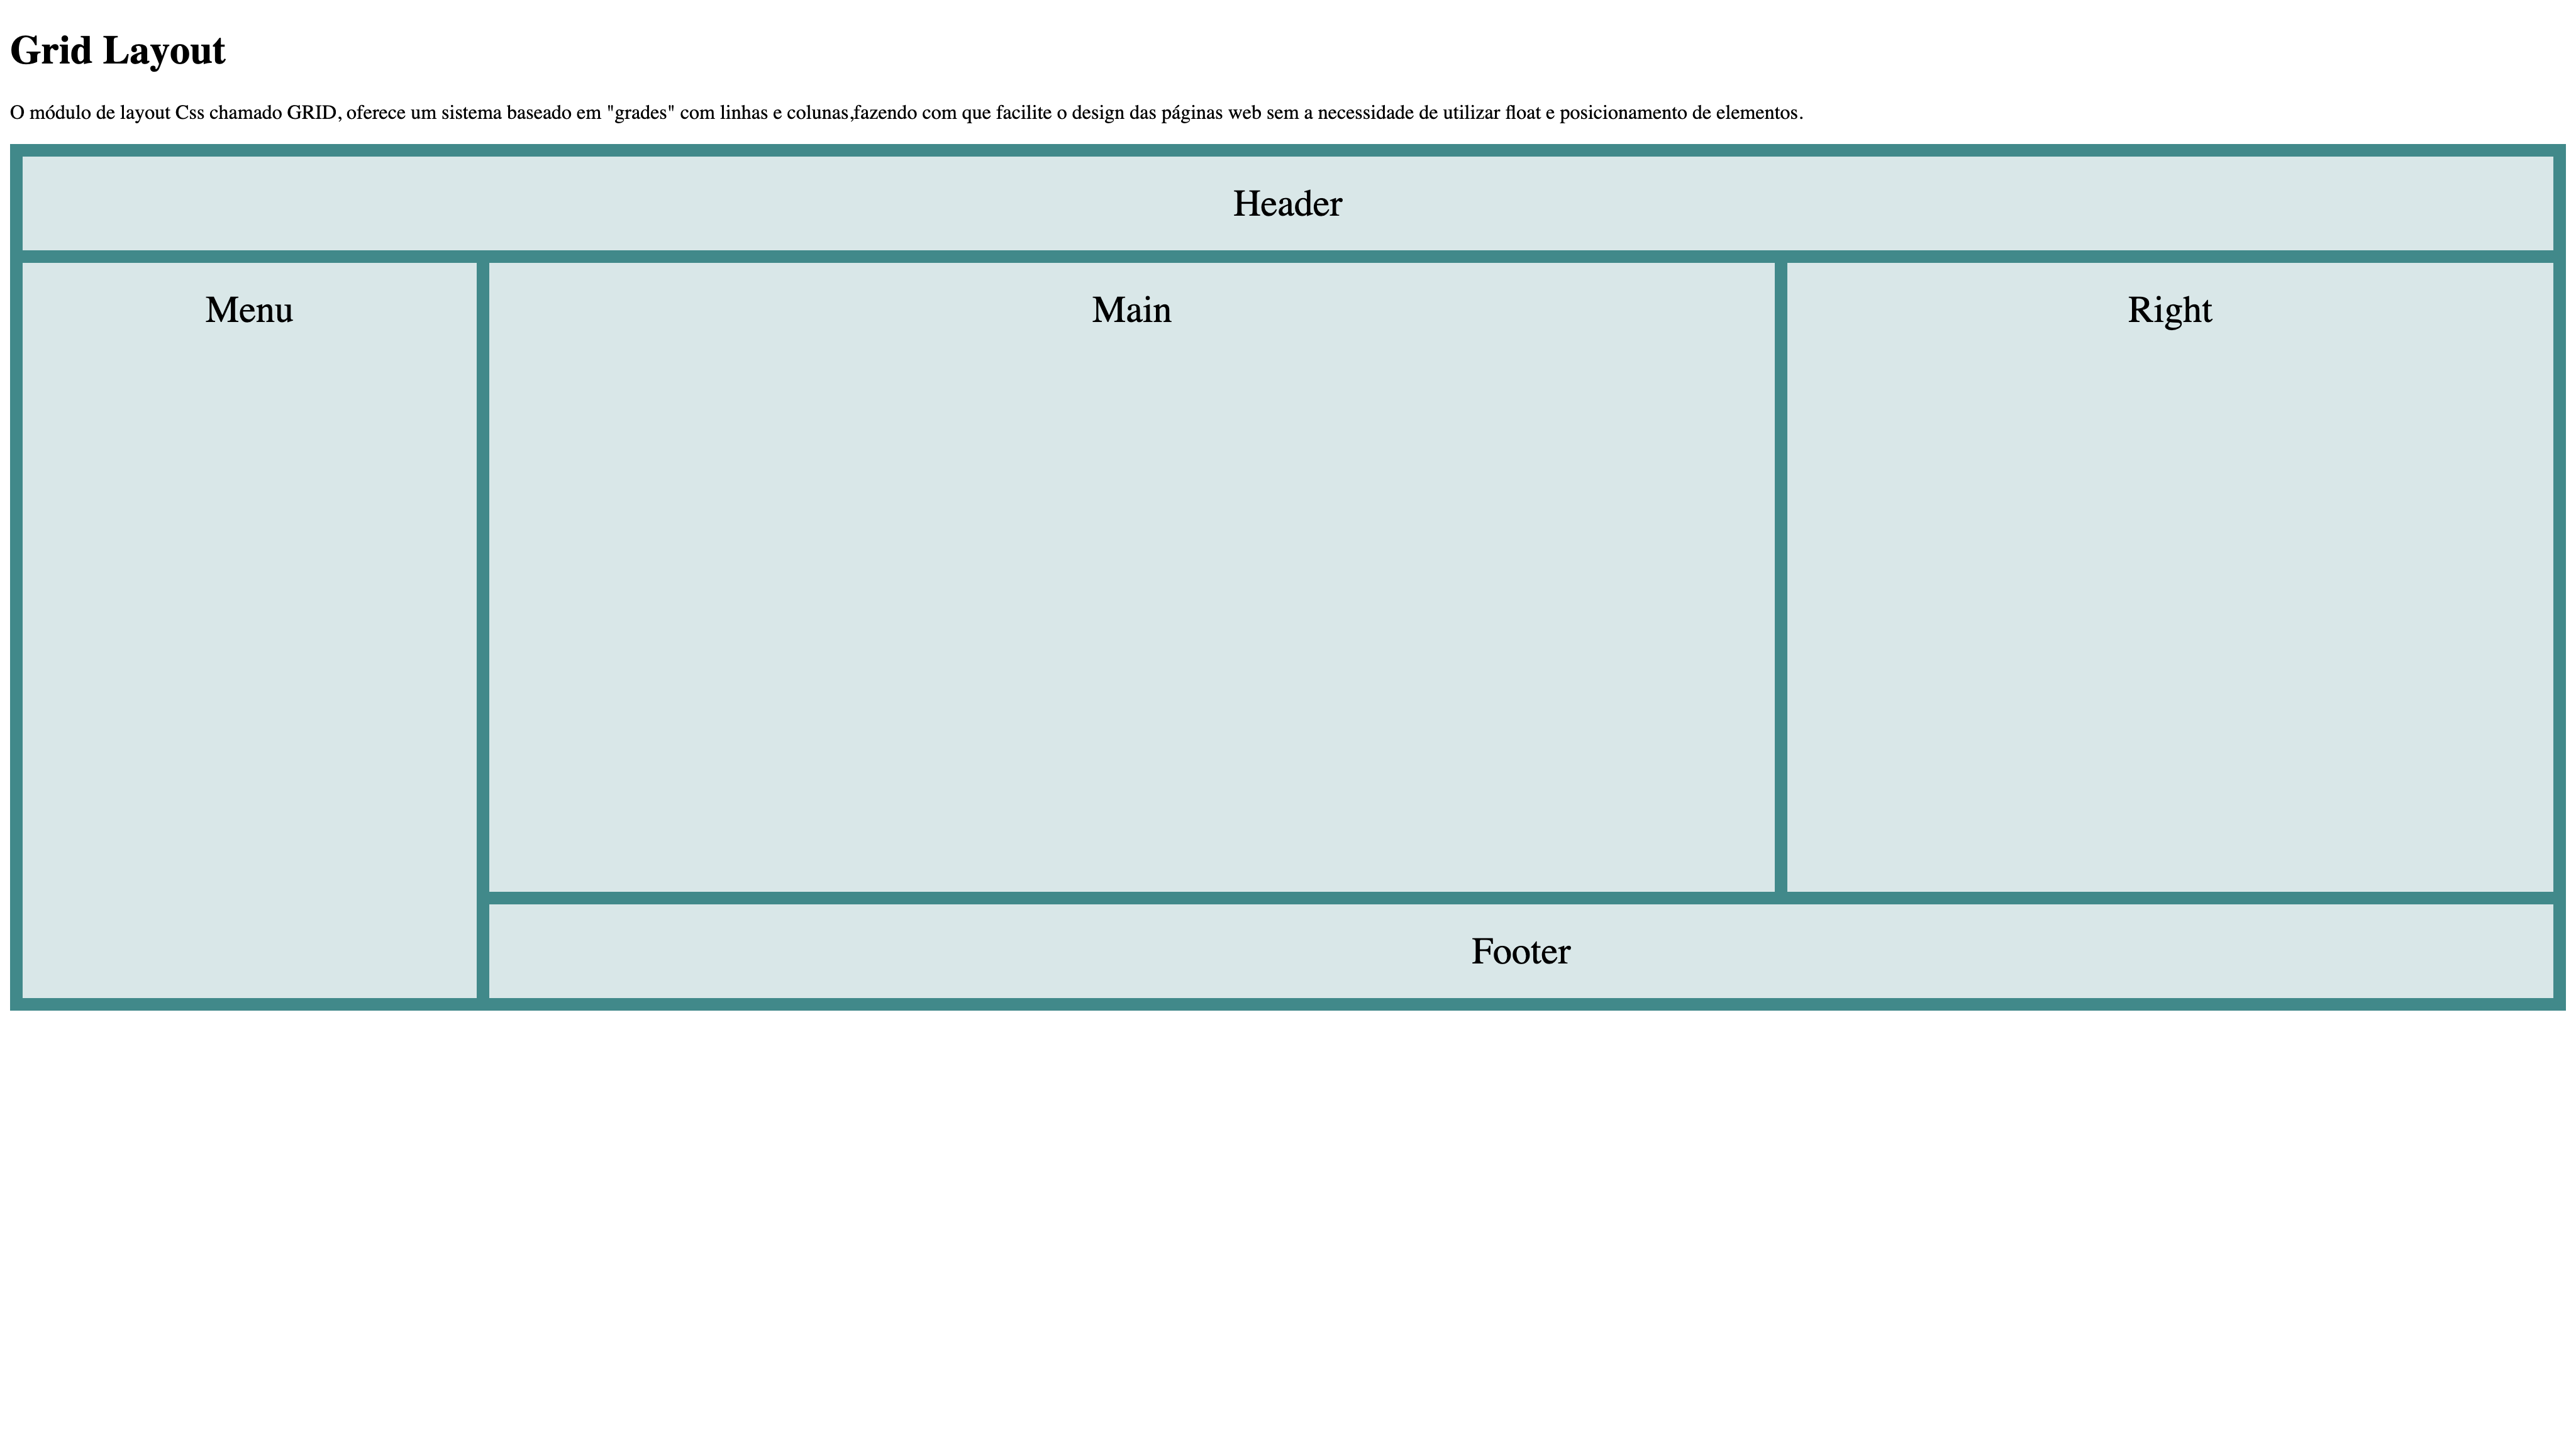 Grid Layout
O módulo de layout Css chamado GRID, oferece um sistema baseado em "grades" com linhas e colunas,fazendo com que facilite o design das páginas web sem a necessidade de utilizar float e posicionamento de elementos.
Header
Menu
Main
Right
Footer